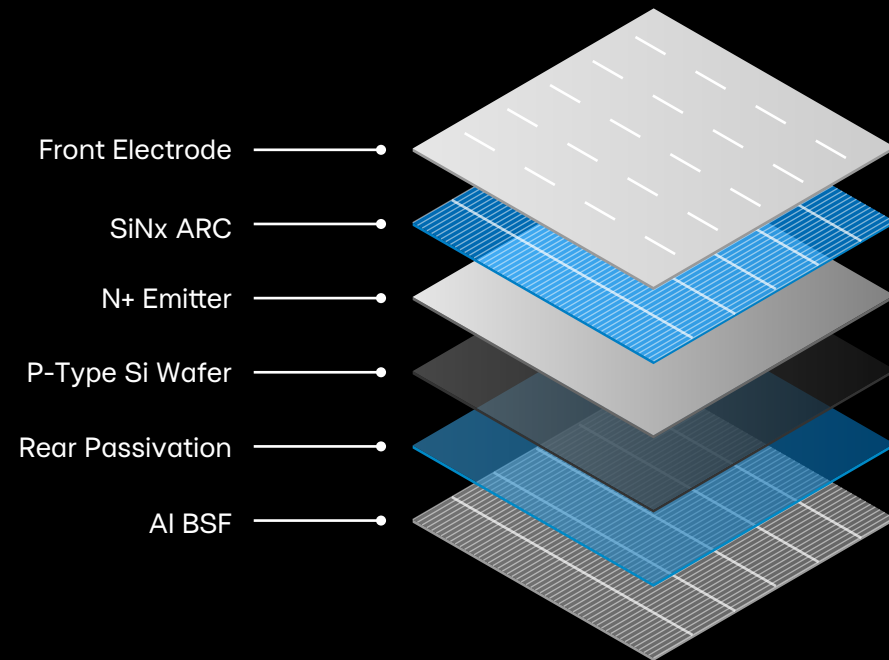 Front Electrode
SiNx ARC
N+ Emitter
P-Type Si Wafer
Rear Passivation
Al BSF